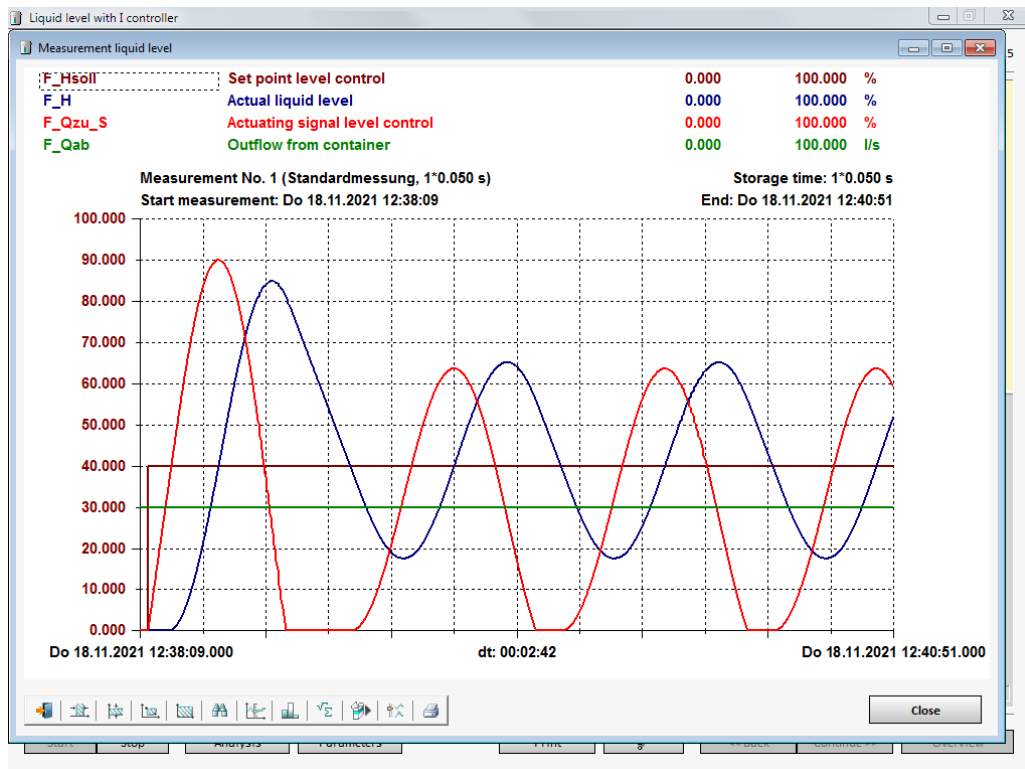 Liquid level with I controller
Measurement liquid level
5
F_Hsoll Set point level control 0.000 100.000 %
F_H Actual liquid level 0.000 100.000 %
F_Qzu_S Actuating signal level control 0.000 100.000 %
F_Qab Outflow from container 0.000 100.000 l/s
Measurement No. 1 (Standardmessung, 1*0.050 s) Storage time: 1*0.050 s
Start measurement: Do 18.11.2021 12:38:09 End: Do 18.11.2021 12:40:51
100.000
90.000
80.000
70.000
60.000
50.000
40.000
30.000
20.000
10.000
0.000
Do 18.11.2021 12:38:09.000 dt: 00:02:42 Do 18.11.2021 12:40:51.000
Close
Start Stop Analysis Parameters Print << Back Continue >> Overview